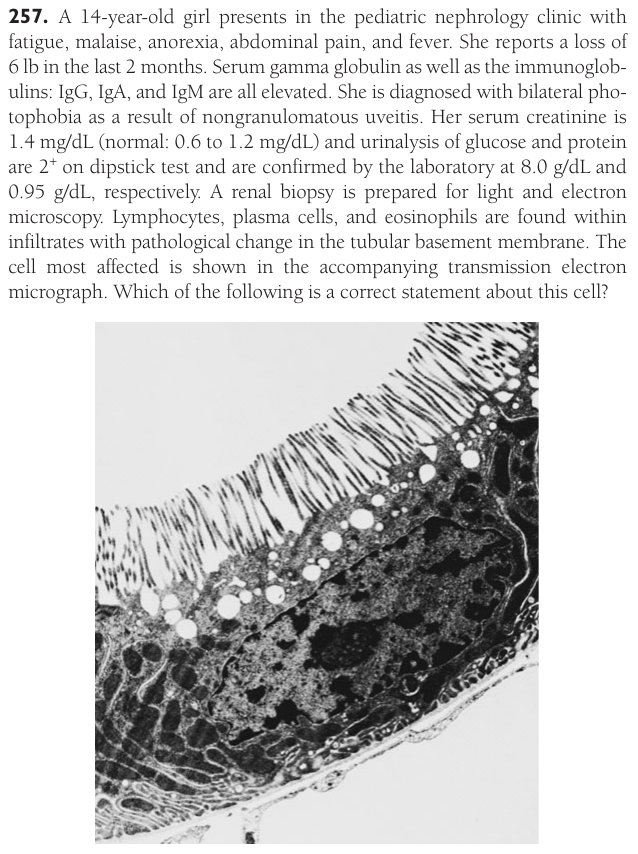 257. A 14-year-old girl presents in the pediatric nephrology clinic with
fatigue, malaise, anorexia, abdominal pain, and fever. She reports a loss of
6 lb in the last 2 months. Serum gamma globulin as well as the immunoglob-
ulins: IgG, IgA, and IgM are all elevated. She is diagnosed with bilateral pho-
tophobia as a result of nongranulomatous uveitis. Her serum creatinine is
1.4 mg/dL (normal: 0.6 to 1.2 mg/dL) and urinalysis of glucose and protein
are 2⁺ on dipstick test and are confirmed by the laboratory at 8.0 g/dL and
0.95 g/dL, respectively. A renal biopsy is prepared for light and electron
microscopy. Lymphocytes, plasma cells, and eosinophils are found within
infiltrates with pathological change in the tubular basement membrane. The
cell most affected is shown in the accompanying transmission electron
micrograph. Which of the following is a correct statement about this cell?